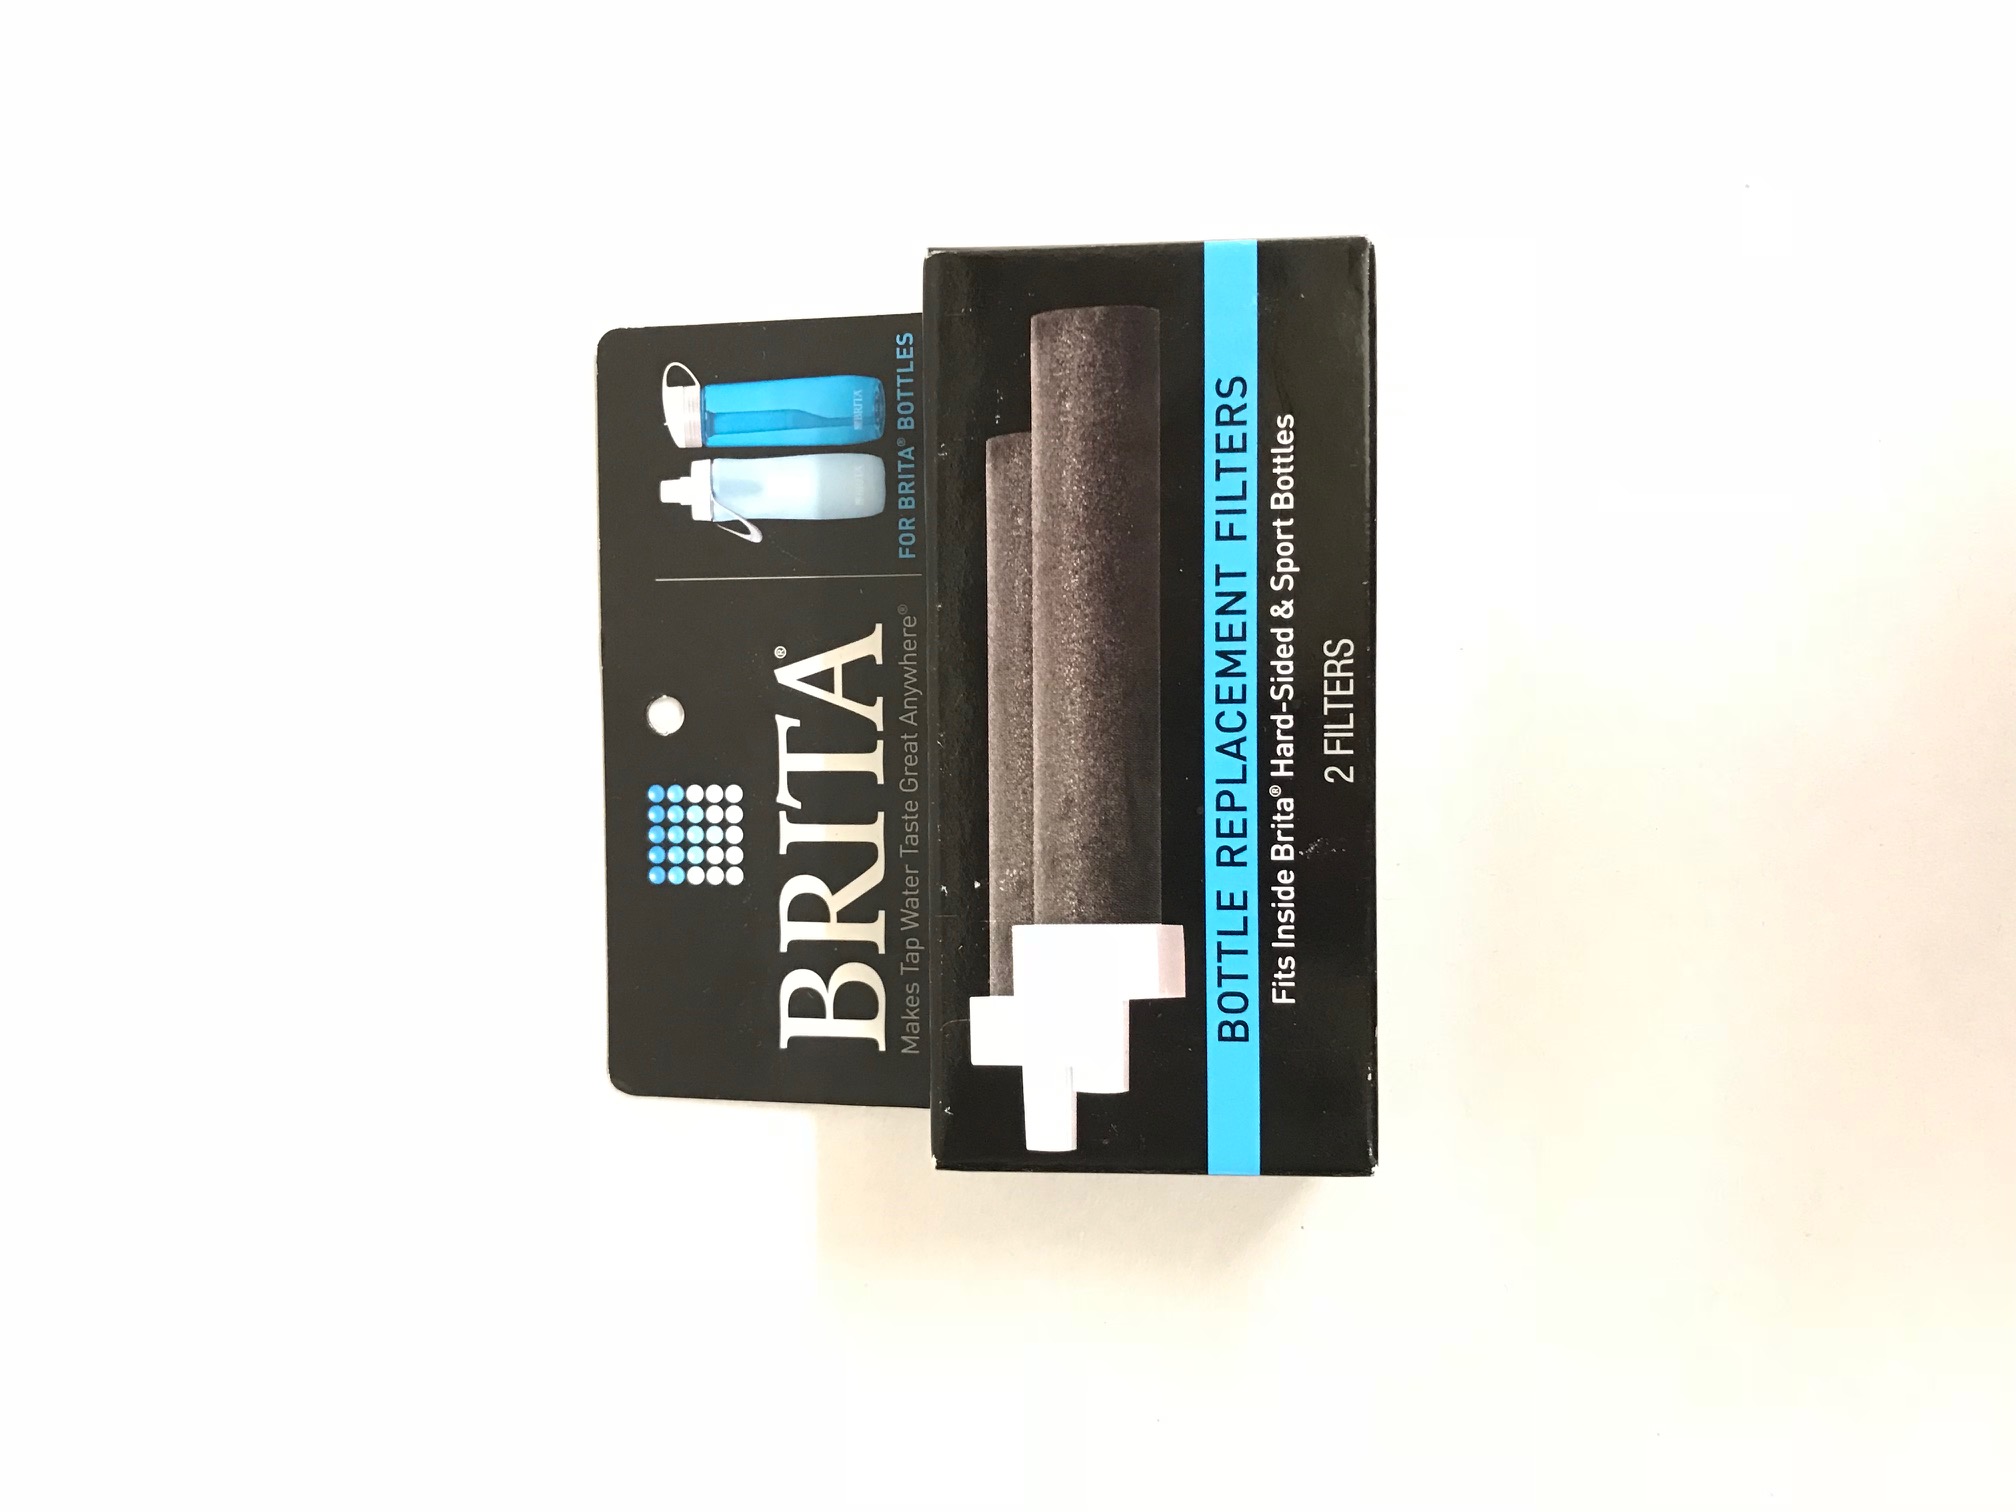 BRITA®
Makes Tap Water Taste Great Anywhere®
BRITA
FOR BRITA® BOTTLES
BOTTLE REPLACEMENT FILTERS
Fits Inside Brita® Hard-Sided & Sport Bottles
2 FILTERS